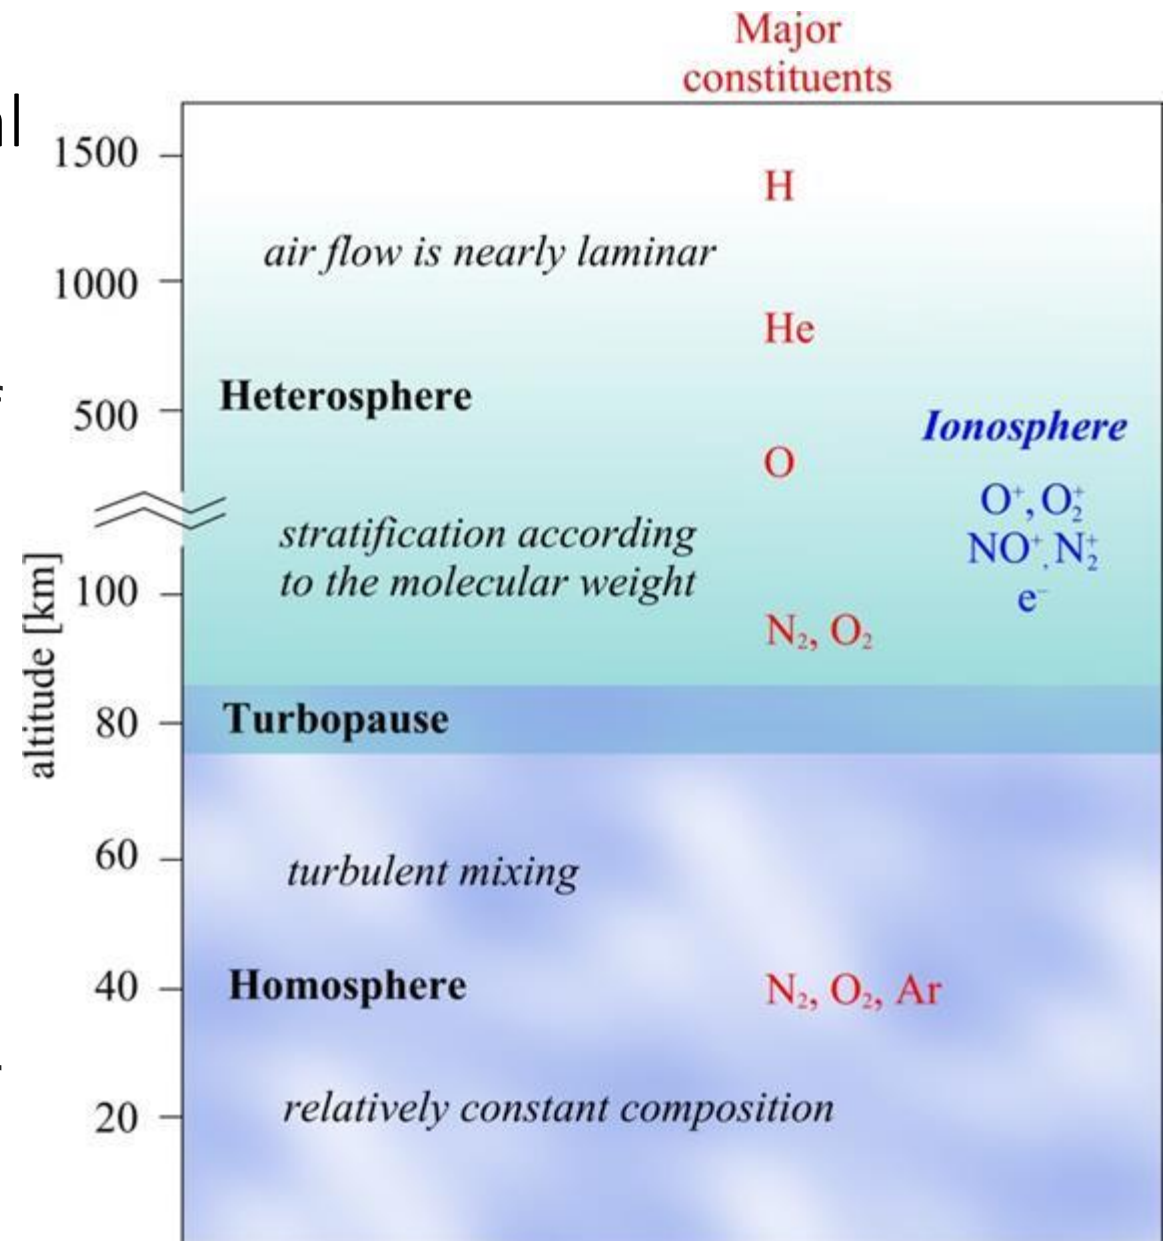 Major
constituents
al
1500
H
air flow is nearly laminar
1000
He
Heterosphere
500
Ionosphere
O
O⁺, O₂⁺
stratification according
NO⁺, N₂⁺
to the molecular weight
100
e⁻
N₂, O₂
altitude [km]
Turbopause
80
60
turbulent mixing
40
Homosphere
N₂, O₂, Ar
relatively constant composition
20